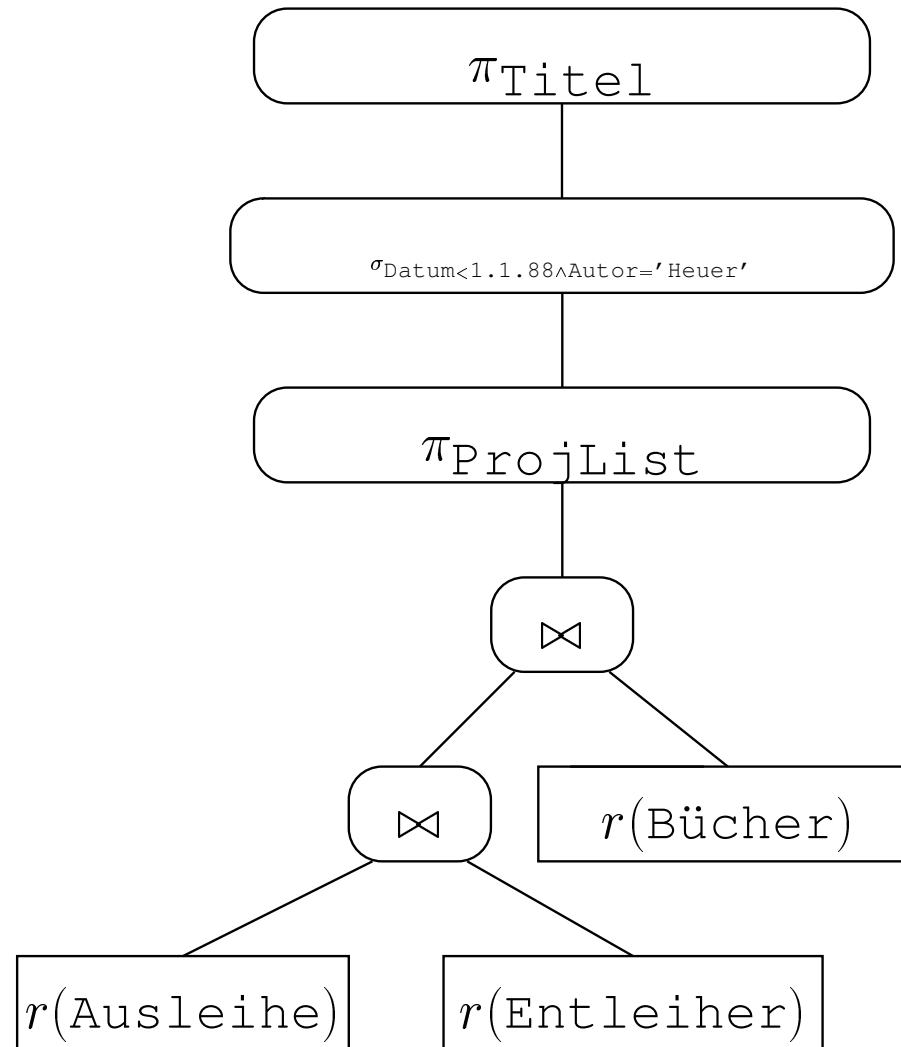 πTitel
σDatum<1.1.88∧Autor='Heuer'
πProjList
⋈
⋈
r(Bücher)
r(Ausleihe) r(Entleiher)